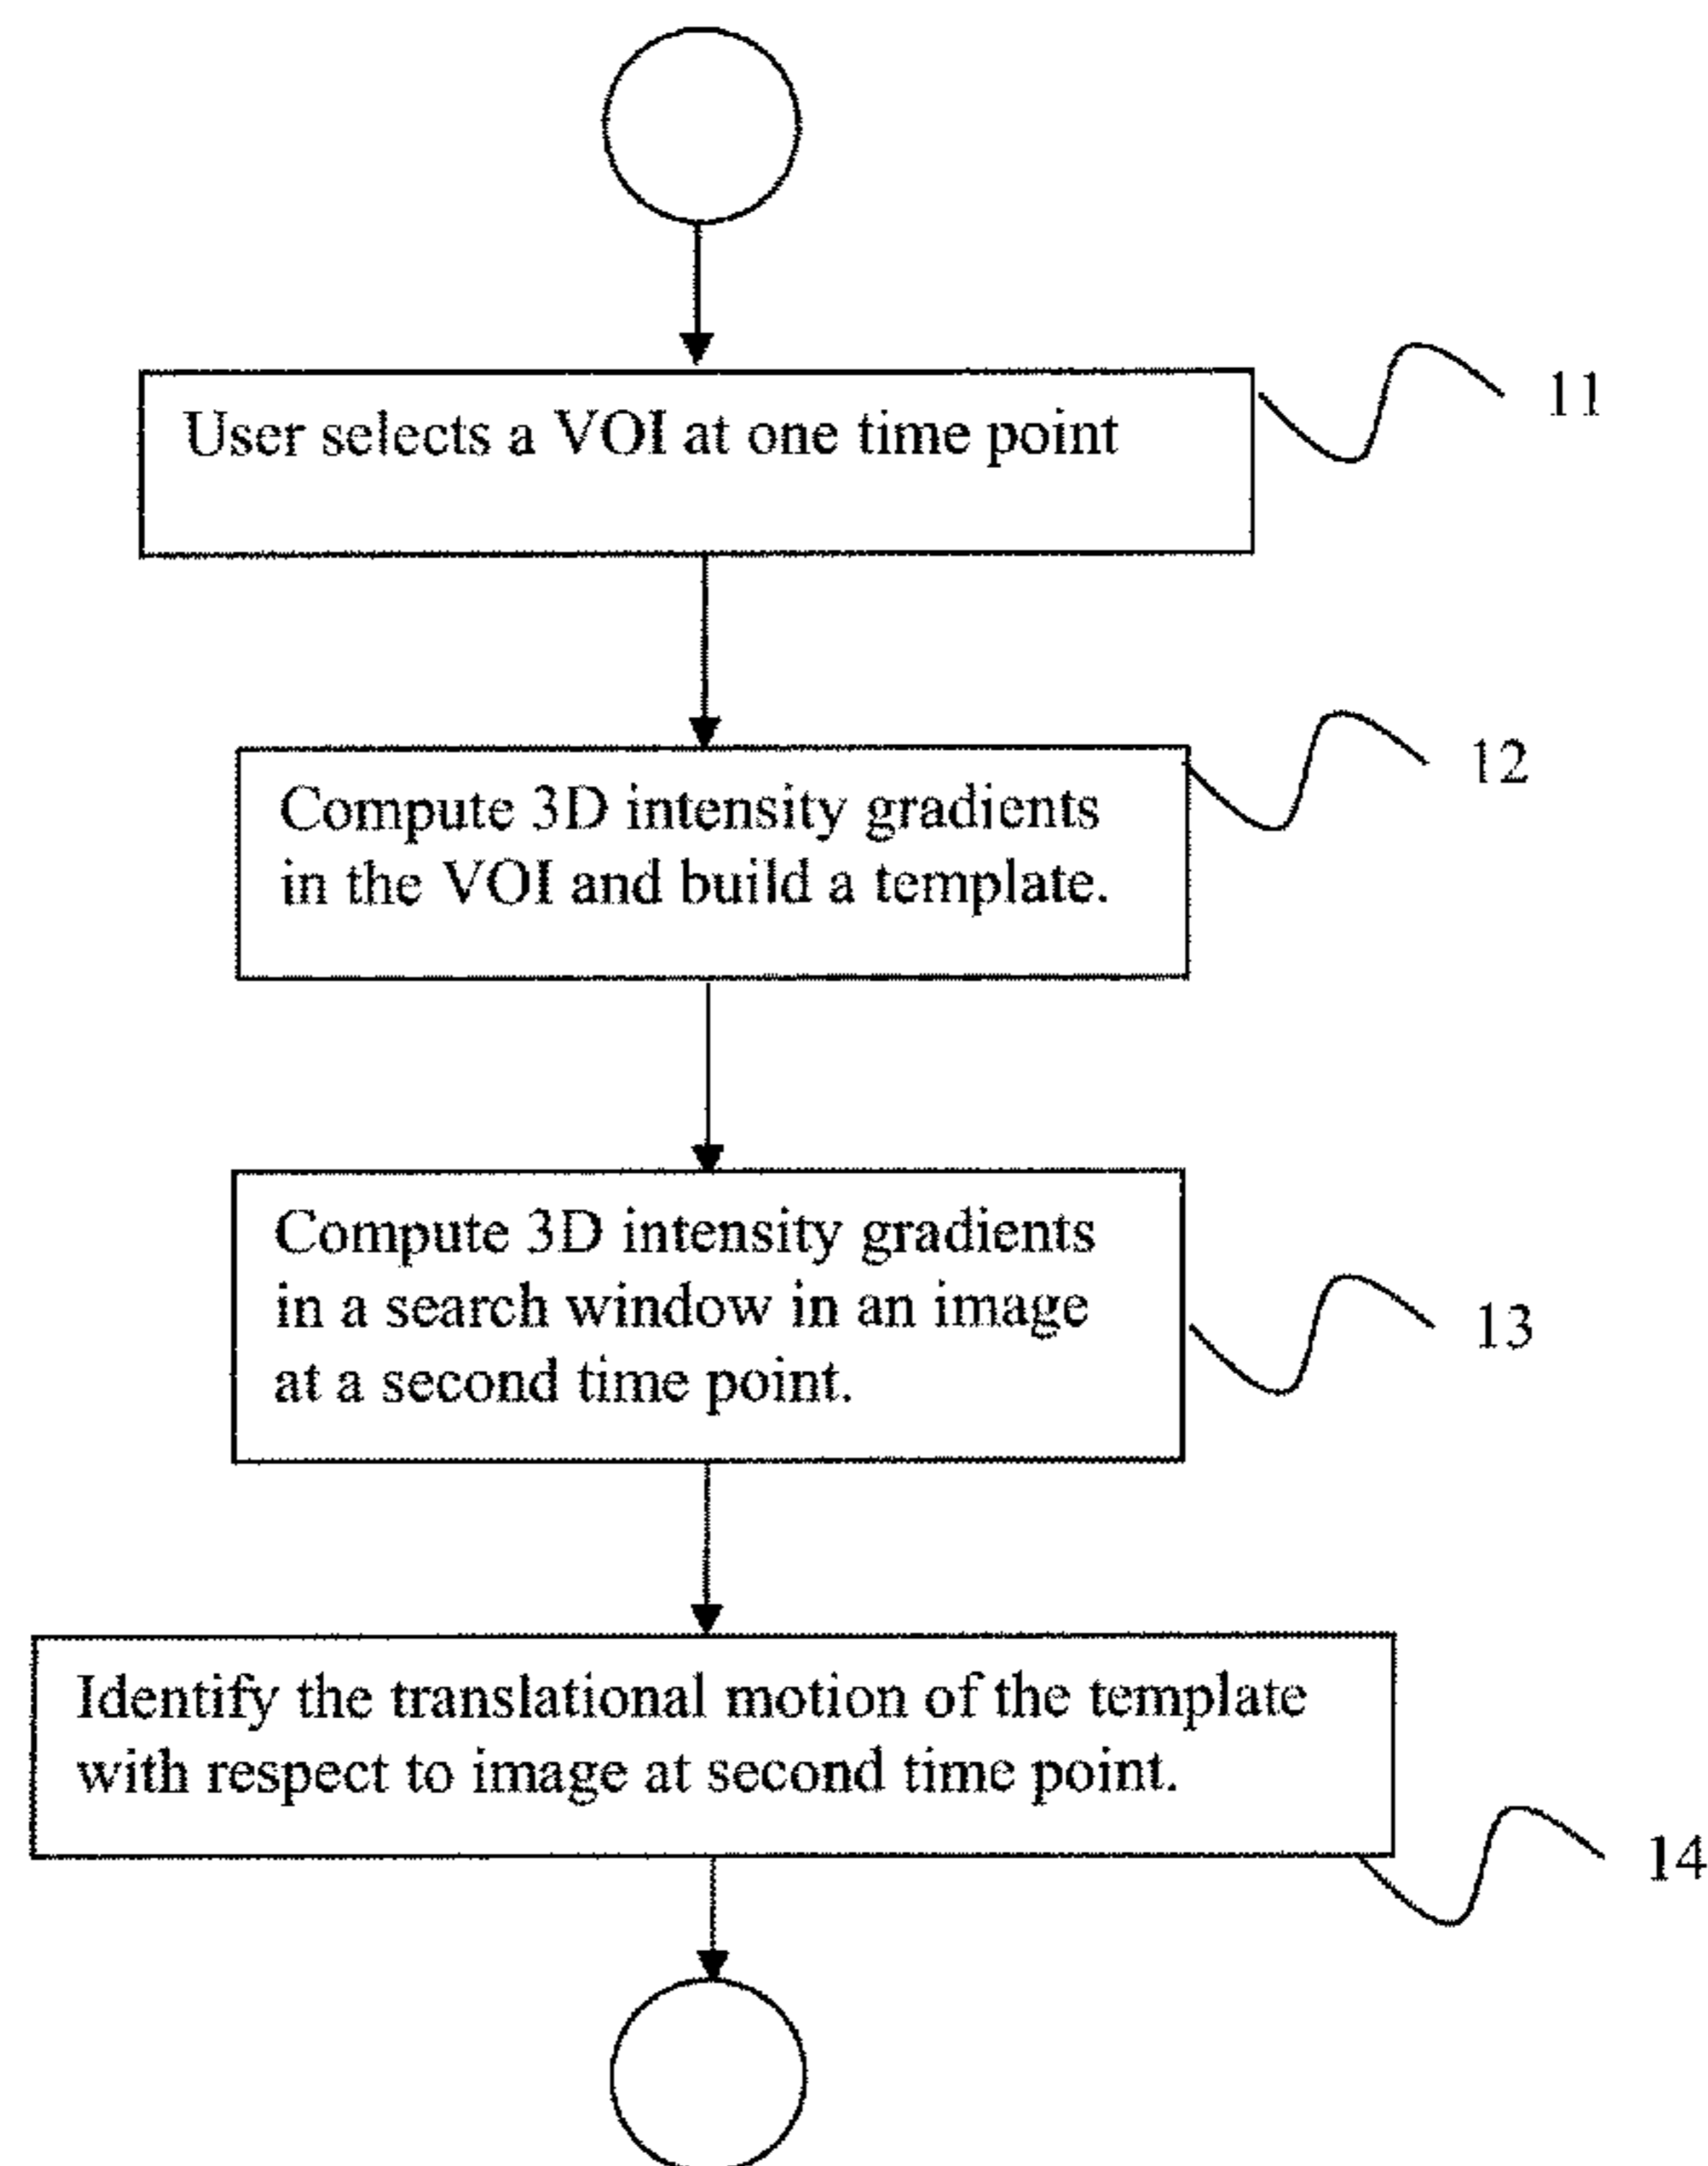 User selects a VOI at one time point
11
Compute 3D intensity gradients
in the VOI and build a template.
12
Compute 3D intensity gradients
in a search window in an image
at a second time point.
13
Identify the translational motion of the template
with respect to image at second time point.
14